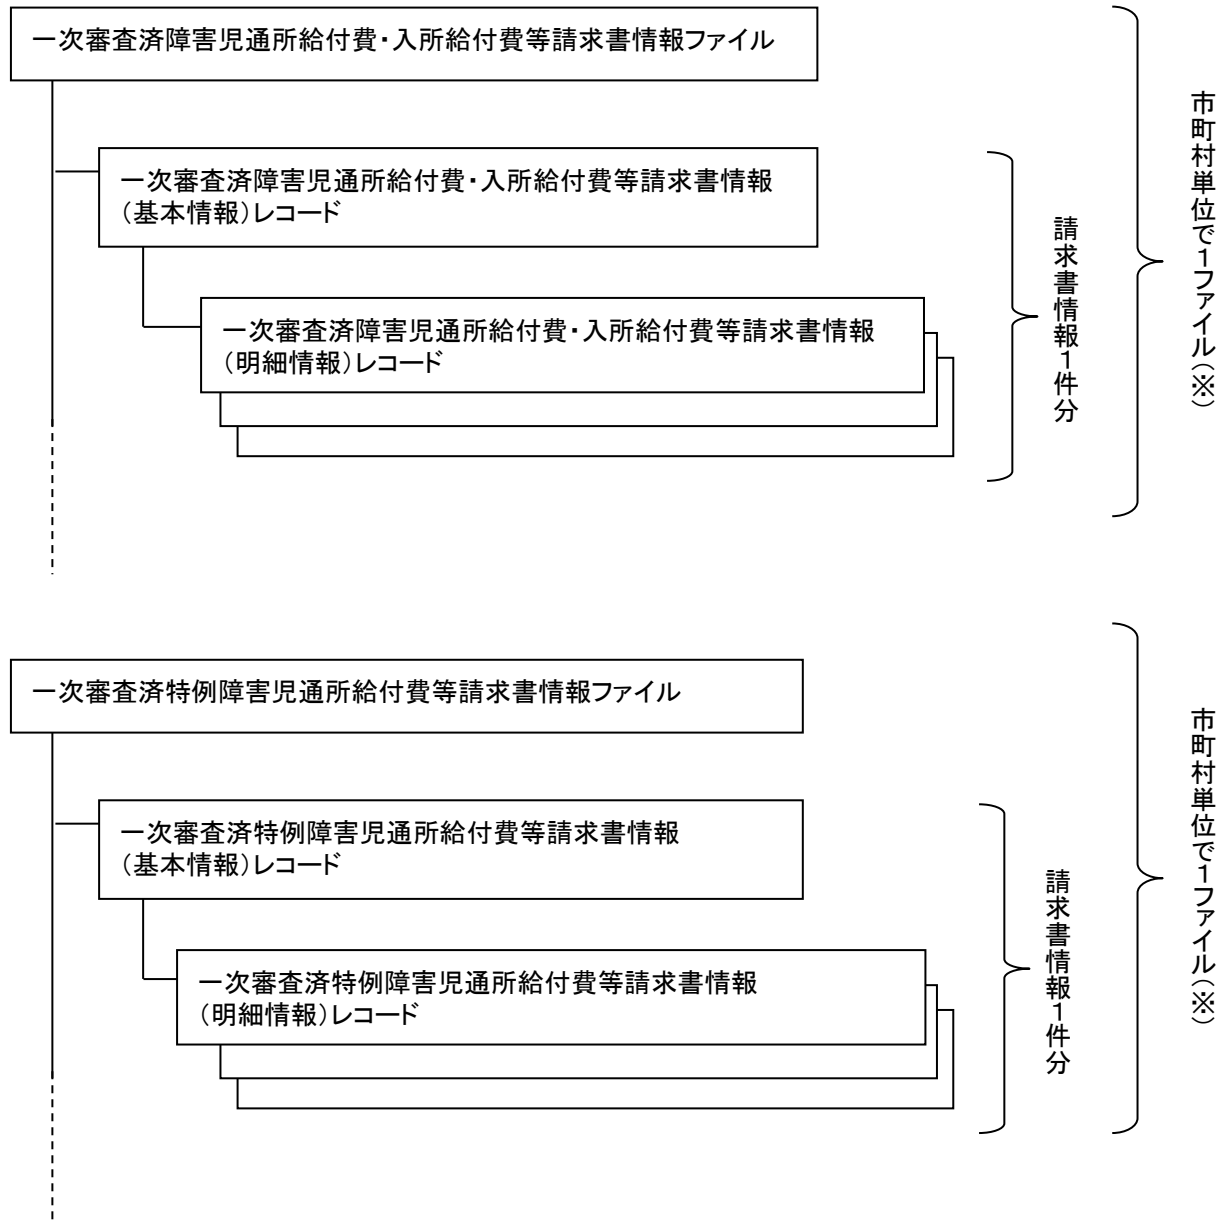 一次審査済障害児通所給付費・入所給付費等請求書情報ファイル
一次審査済障害児通所給付費・入所給付費等請求書情報
（基本情報）レコード
一次審査済障害児通所給付費・入所給付費等請求書情報
（明細情報）レコード
請求書情報１件分
市町村単位で１ファイル（※）
一次審査済特例障害児通所給付費等請求書情報ファイル
一次審査済特例障害児通所給付費等請求書情報
（基本情報）レコード
一次審査済特例障害児通所給付費等請求書情報
（明細情報）レコード
請求書情報１件分
市町村単位で１ファイル（※）